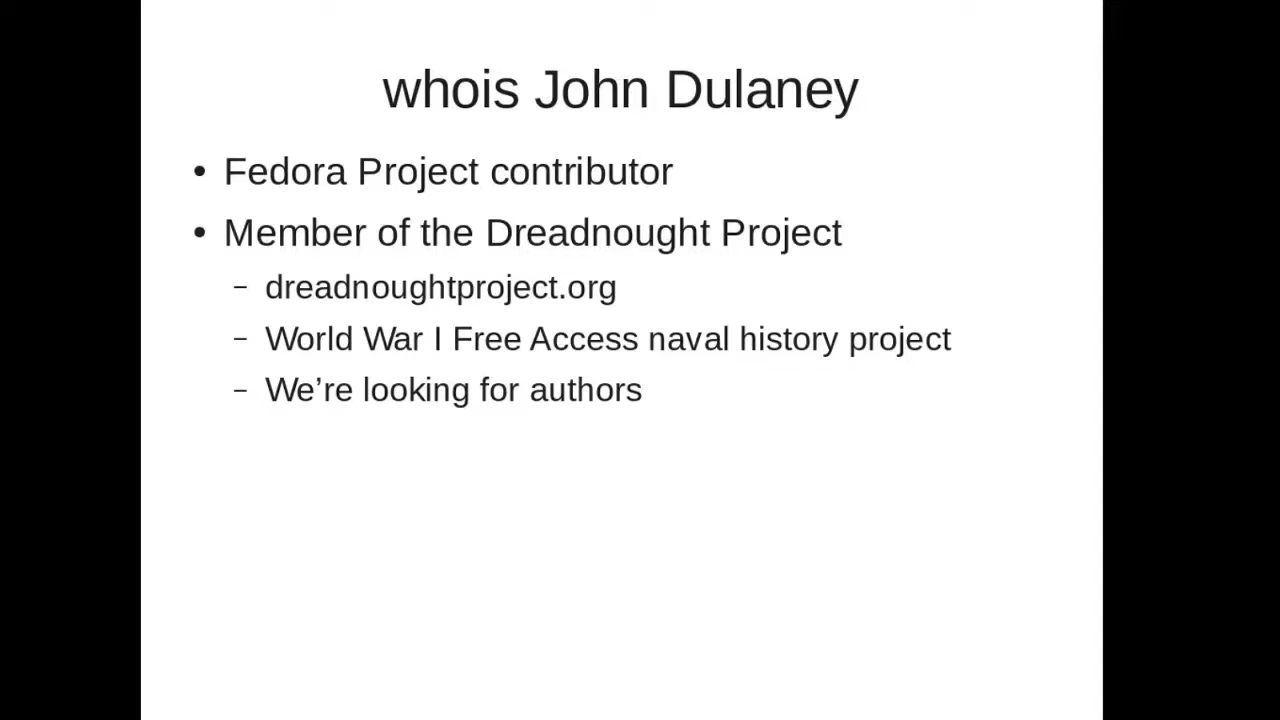 whois John Dulaney
• Fedora Project contributor
• Member of the Dreadnought Project
– dreadnoughtproject.org
– World War I Free Access naval history project
– We’re looking for authors